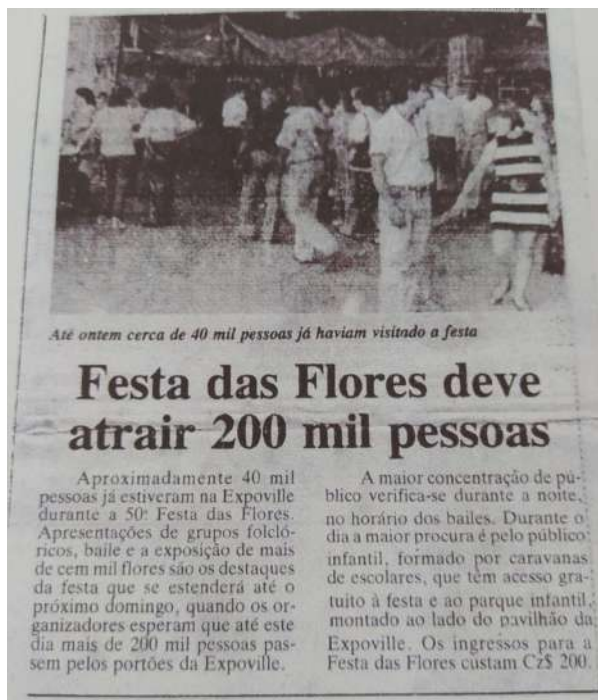 Até ontem cerca de 40 mil pessoas já haviam visitado a festa
Festa das Flores deve
atrair 200 mil pessoas
Aproximadamente 40 mil
pessoas já estiveram na Expoville
durante a 50ª Festa das Flores.
Apresentações de grupos folcló-
ricos, baile e a exposição de mais
de cem mil flores são os destaques
da festa que se estenderá até o
próximo domingo, quando os or-
ganizadores esperam que até este
dia mais de 200 mil pessoas pas-
sem pelos portões da Expoville.
A maior concentração de pú-
blico verifica-se durante a noite,
no horário dos bailes. Durante o
dia a maior procura é pelo público
infantil, formado por caravanas
de escolares, que têm acesso gra-
tuito à festa e ao parque infantil,
montado ao lado do pavilhão da
Expoville. Os ingressos para a
Festa das Flores custam Cz$ 200.